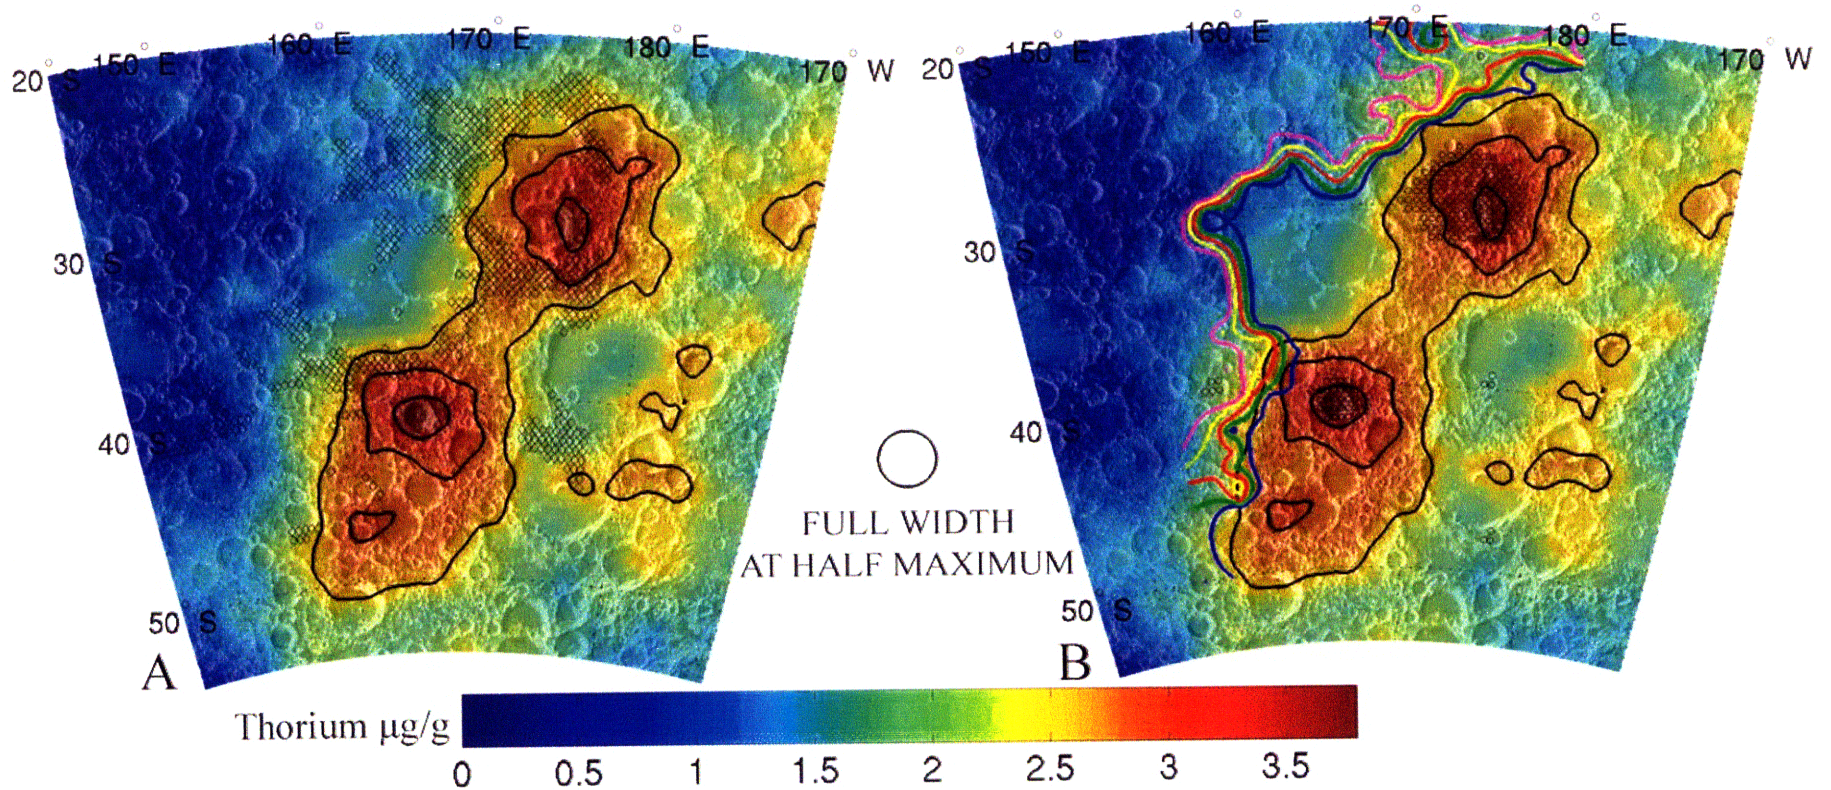 150° E 160° E 170° E 180° E 170° W
20° S
30° S
40° S
50° S
A
150° E 160° E 170° E 180° E 170° W
20° S
30° S
40° S
50° S
B
FULL WIDTH
AT HALF MAXIMUM
Thorium µg/g
0 0.5 1 1.5 2 2.5 3 3.5